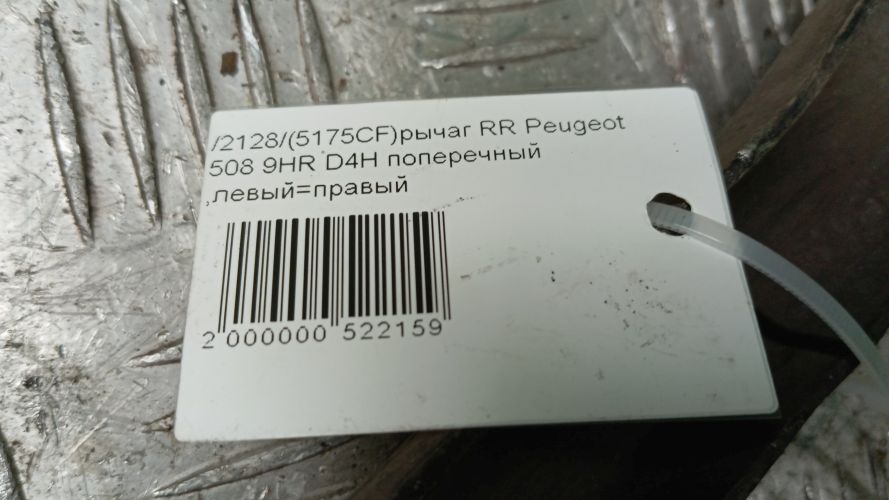 /2128/(5175CF)рычаг RR Peugeot
508 9HR D4H поперечный
,левый=правый
2 000000 522159